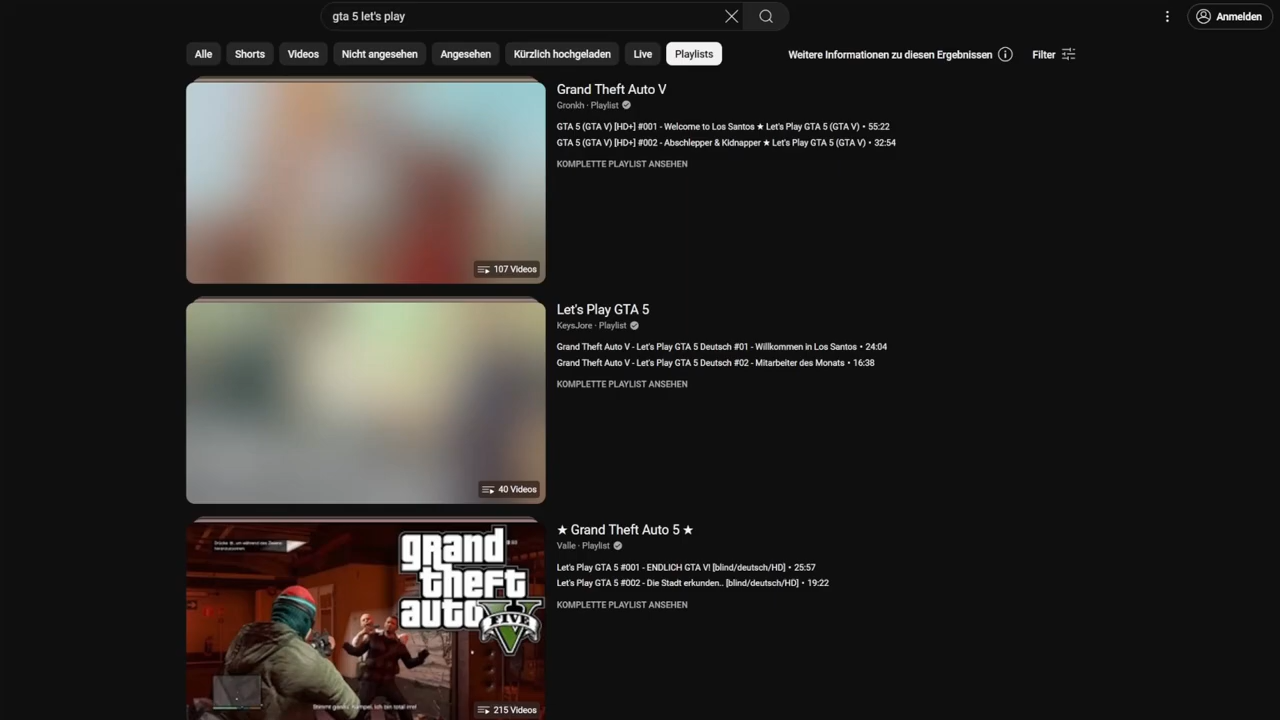 gta 5 let's play
Anmelden
Alle
Shorts
Videos
Nicht angesehen
Angesehen
Kürzlich hochgeladen
Live
Playlists
Weitere Informationen zu diesen Ergebnissen
Filter
107 Videos
Grand Theft Auto V
Gronkh · Playlist
GTA 5 (GTA V) [HD+] #001 - Welcome to Los Santos ★ Let's Play GTA 5 (GTA V) • 55:22
GTA 5 (GTA V) [HD+] #002 - Abschlepper & Kidnapper ★ Let's Play GTA 5 (GTA V) • 32:54
KOMPLETTE PLAYLIST ANSEHEN
40 Videos
Let's Play GTA 5
KeysJore · Playlist
Grand Theft Auto V - Let's Play GTA 5 Deutsch #01 - Willkommen in Los Santos • 24:04
Grand Theft Auto V - Let's Play GTA 5 Deutsch #02 - Mitarbeiter des Monats • 16:38
KOMPLETTE PLAYLIST ANSEHEN
grand
theft
auto V
FIVE
215 Videos
★ Grand Theft Auto 5 ★
Valle · Playlist
Let's Play GTA 5 #001 - ENDLICH GTA V! [blind/deutsch/HD] • 25:57
Let's Play GTA 5 #002 - Die Stadt erkunden.. [blind/deutsch/HD] • 19:22
KOMPLETTE PLAYLIST ANSEHEN